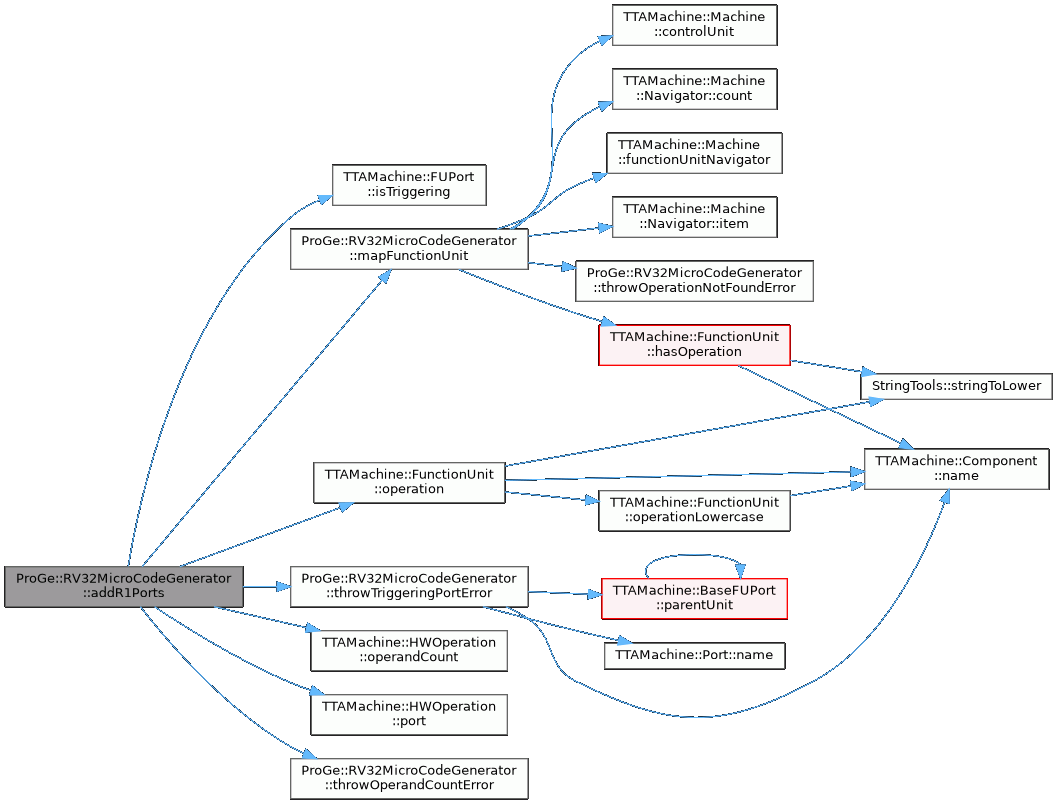 TTAMachine::Machine
::controlUnit
TTAMachine::Machine
::Navigator::count
TTAMachine::Machine
::functionUnitNavigator
TTAMachine::FUPort
::isTriggering
TTAMachine::Machine
::Navigator::item
ProGe::RV32MicroCodeGenerator
::mapFunctionUnit
ProGe::RV32MicroCodeGenerator
::throwOperationNotFoundError
TTAMachine::FunctionUnit
::hasOperation
StringTools::stringToLower
TTAMachine::Component
::name
TTAMachine::FunctionUnit
::operation
TTAMachine::FunctionUnit
::operationLowercase
ProGe::RV32MicroCodeGenerator
::addR1Ports
ProGe::RV32MicroCodeGenerator
::throwTriggeringPortError
TTAMachine::BaseFUPort
::parentUnit
TTAMachine::HWOperation
::operandCount
TTAMachine::Port::name
TTAMachine::HWOperation
::port
ProGe::RV32MicroCodeGenerator
::throwOperandCountError